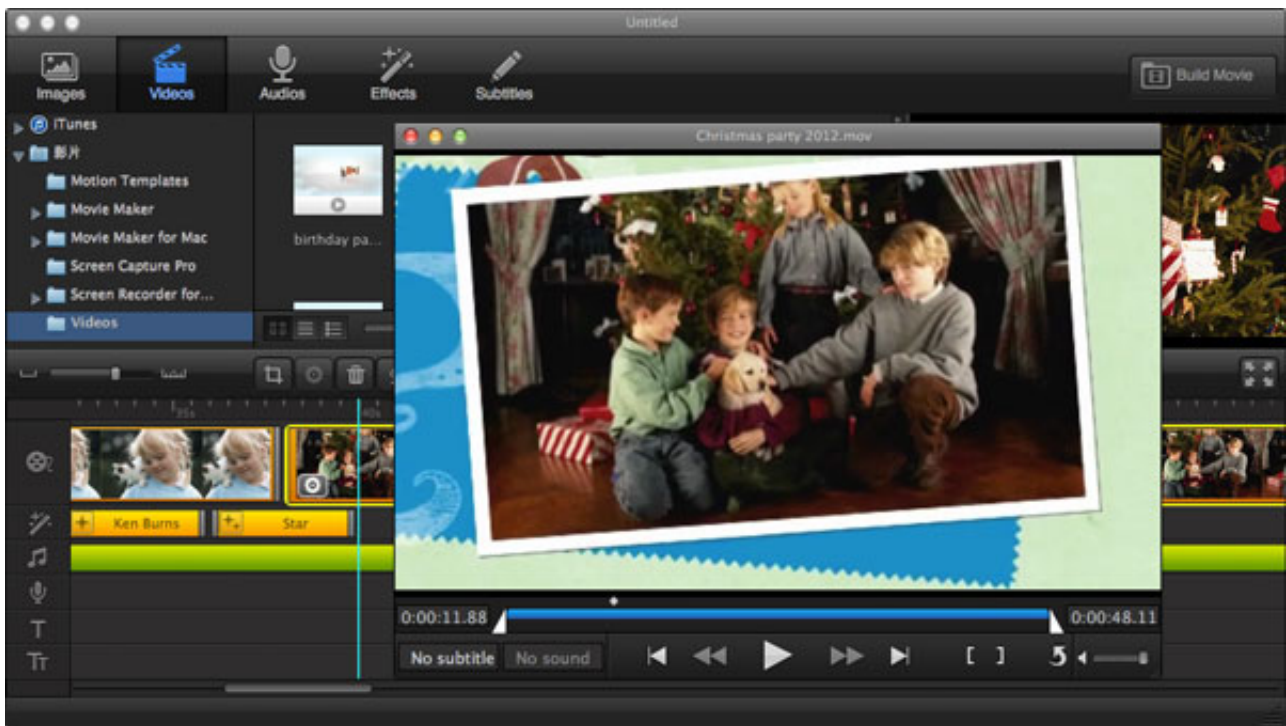 Untitled
Images
Videos
Audios
Effects
Subtitles
Build Movie
iTunes
影片
Motion Templates
Movie Maker
Movie Maker for Mac
Screen Capture Pro
Screen Recorder for...
Videos
birthday pa...
Christmas party 2012.mov
35s
40s
Ken Burns
Star
T
TT
0:00:11.88
0:00:48.11
No subtitle
No sound
[ ]
5